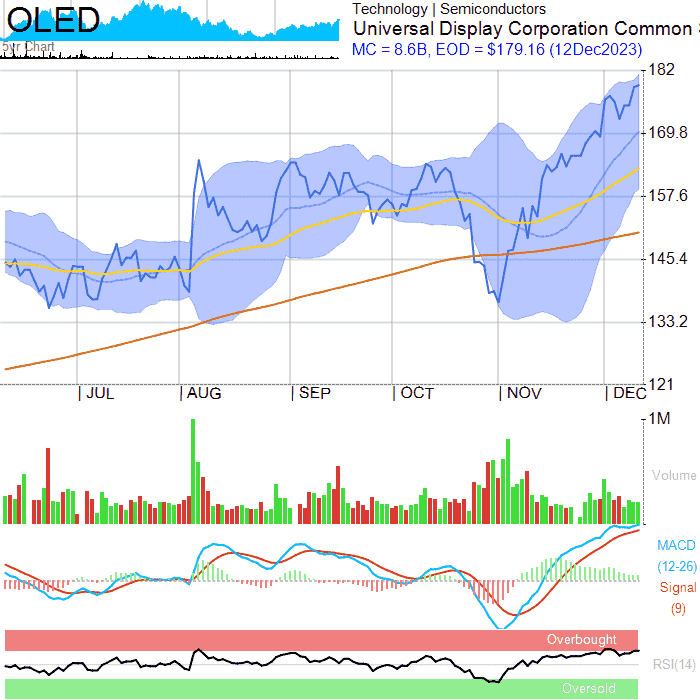 OLED
5yr Chart
Technology | Semiconductors
Universal Display Corporation Common
MC = 8.6B, EOD = $179.16 (12Dec2023)
182
169.8
157.6
145.4
133.2
121
| JUL | AUG | SEP | OCT | NOV | DEC
1M
Volume
MACD
(12-26)
Signal
(9)
Overbought
RSI(14)
Oversold